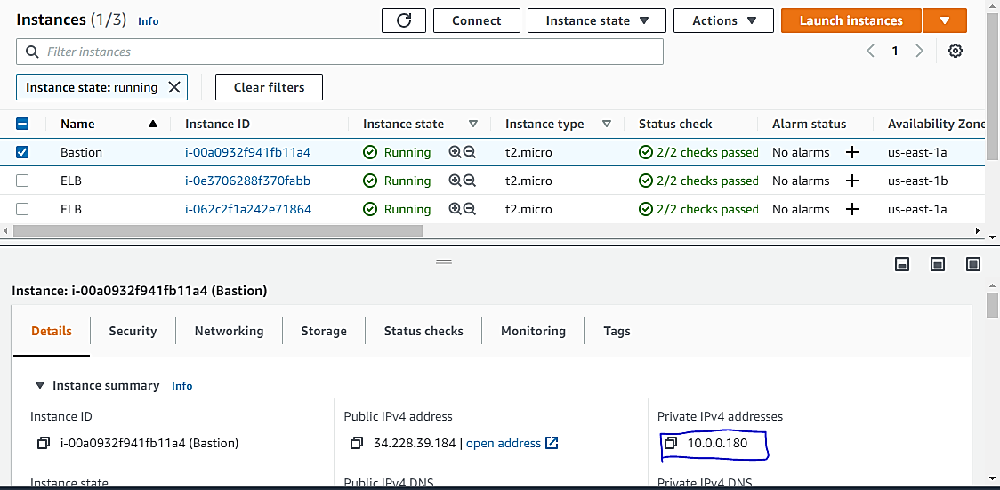 Instances (1/3) Info Connect Instance state Actions Launch instances
Filter instances 1
Instance state: running Clear filters
Name Instance ID Instance state Instance type Status check Alarm status Availability Zone
Bastion i-00a0932f941fb11a4 Running t2.micro 2/2 checks passed No alarms us-east-1a
ELB i-0e3706288f370fabb Running t2.micro 2/2 checks passed No alarms us-east-1b
ELB i-062c2f1a242e71864 Running t2.micro 2/2 checks passed No alarms us-east-1a
Instance: i-00a0932f941fb11a4 (Bastion)
Details Security Networking Storage Status checks Monitoring Tags
Instance summary Info
Instance ID Public IPv4 address Private IPv4 addresses
i-00a0932f941fb11a4 (Bastion) 34.228.39.184 | open address 10.0.0.180
Instance state Public IPv4 DNS Private IPv4 DNS